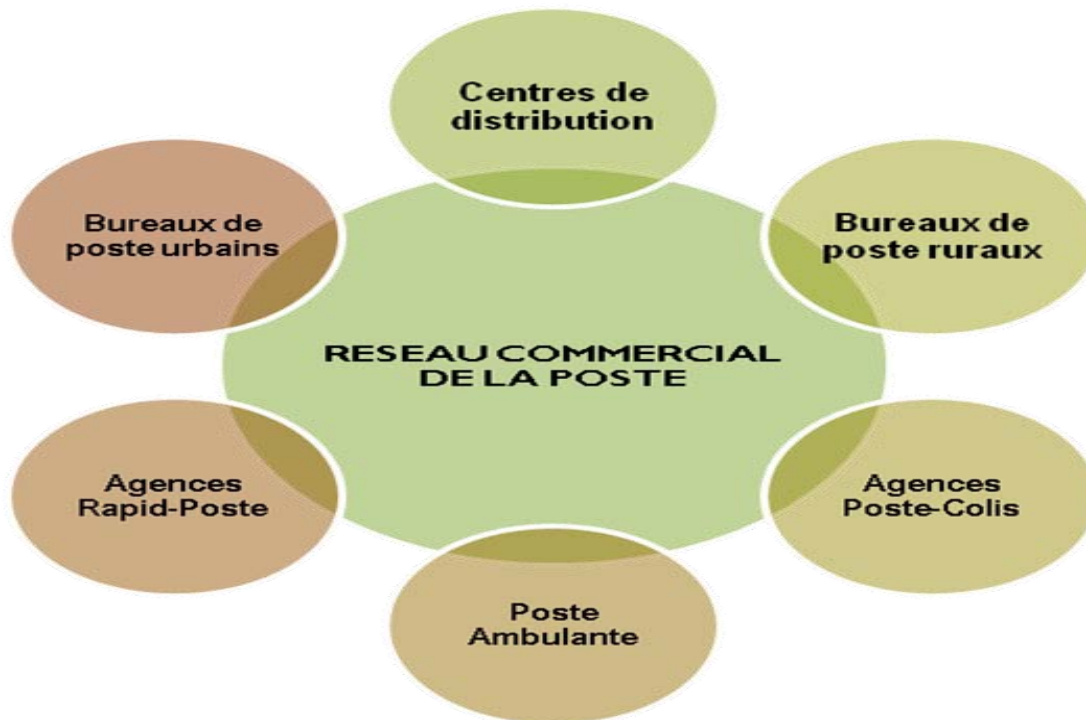 Centres de
distribution
Bureaux de
poste urbains
Bureaux de
poste ruraux
RESEAU COMMERCIAL
DE LA POSTE
Agences
Rapid-Poste
Agences
Poste-Colis
Poste
Ambulante